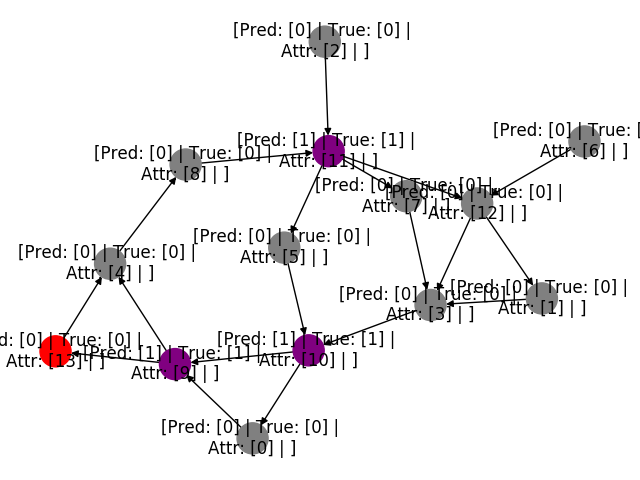 [Pred: [0] | True: [0] |
Attr: [2] | ]
[Pred: [1] | True: [1] |
Attr: [11] | ]
[Pred: [0] | True: [
Attr: [6] | ]
[Pred: [0] | True: [0] |
Attr: [8] | ]
[Pred: [0] | True: [0] |
Attr: [7] | ]
[Pred: [0] | True: [0] |
Attr: [12] | ]
[Pred: [0] | True: [0] |
Attr: [5] | ]
[Pred: [0] | True: [0] |
Attr: [4] | ]
[Pred: [0] | True: [0] |
Attr: [3] | ]
[Pred: [0] | True: [0] |
Attr: [1] | ]
d: [0] | True: [0] |
Attr: [13] | ]
[Pred: [1] | True: [1] |
Attr: [9] | ]
[Pred: [1] | True: [1] |
Attr: [10] | ]
[Pred: [0] | True: [0] |
Attr: [0] | ]